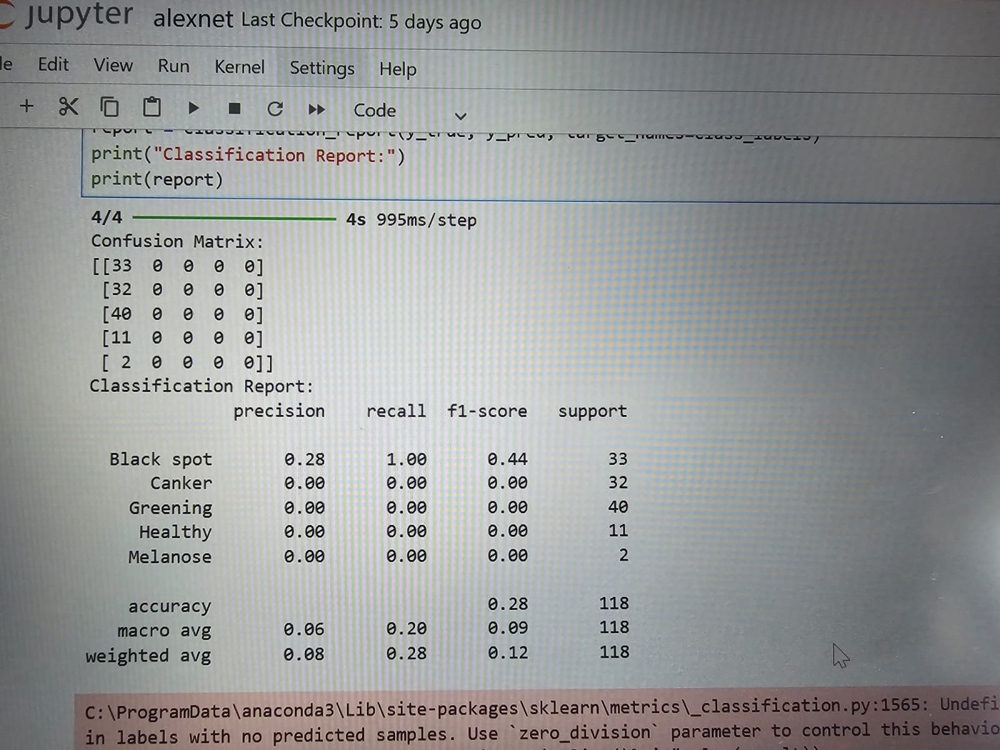 jupyter alexnet Last Checkpoint: 5 days ago
le Edit View Run Kernel Settings Help
+ Code
report = classification_report(y_true, y_pred, target_names=class_labels)
print("Classification Report:")
print(report)
4/4 4s 995ms/step
Confusion Matrix:
[[33 0 0 0 0]
[32 0 0 0 0]
[40 0 0 0 0]
[11 0 0 0 0]
[ 2 0 0 0 0]]
Classification Report:
precision recall f1-score support
Black spot 0.28 1.00 0.44 33
Canker 0.00 0.00 0.00 32
Greening 0.00 0.00 0.00 40
Healthy 0.00 0.00 0.00 11
Melanose 0.00 0.00 0.00 2
accuracy 0.28 118
macro avg 0.06 0.20 0.09 118
weighted avg 0.08 0.28 0.12 118
C:\ProgramData\anaconda3\Lib\site-packages\sklearn\metrics\_classification.py:1565: Undefi
in labels with no predicted samples. Use `zero_division` parameter to control this behavio